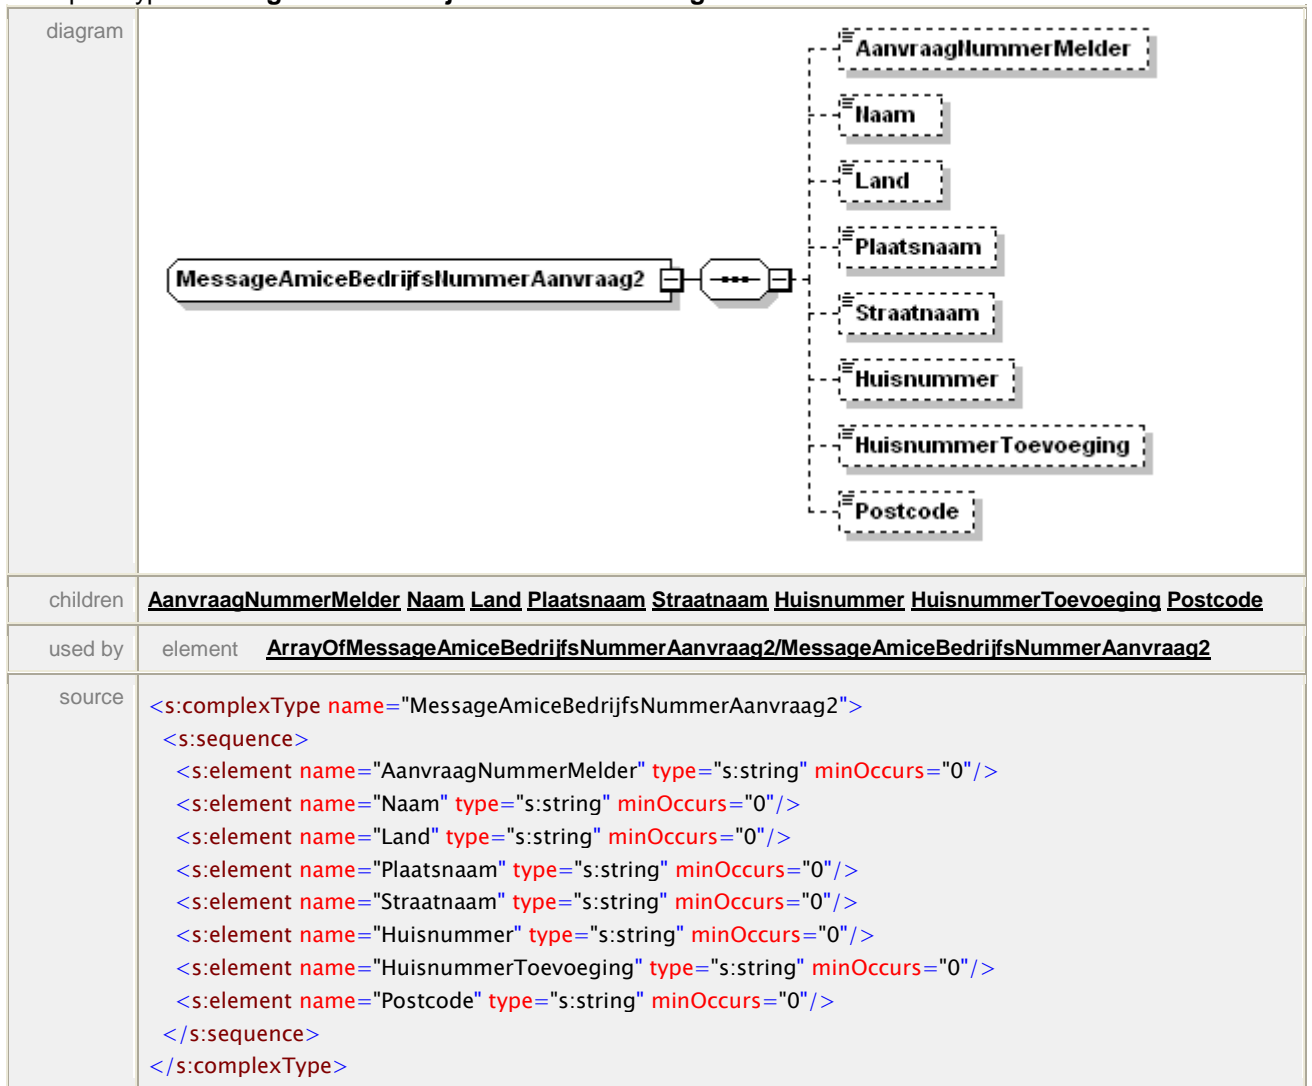 diagram
AanvraagNummerMelder
Naam
Land
Plaatsnaam
MessageAmiceBedrijfsNummerAanvraag2
Straatnaam
Huisnummer
HuisnummerToevoeging
Postcode
children AanvraagNummerMelder Naam Land Plaatsnaam Straatnaam Huisnummer HuisnummerToevoeging Postcode
used by element ArrayOfMessageAmiceBedrijfsNummerAanvraag2/MessageAmiceBedrijfsNummerAanvraag2
source <s:complexType name="MessageAmiceBedrijfsNummerAanvraag2">
<s:sequence>
<s:element name="AanvraagNummerMelder" type="s:string" minOccurs="0"/>
<s:element name="Naam" type="s:string" minOccurs="0"/>
<s:element name="Land" type="s:string" minOccurs="0"/>
<s:element name="Plaatsnaam" type="s:string" minOccurs="0"/>
<s:element name="Straatnaam" type="s:string" minOccurs="0"/>
<s:element name="Huisnummer" type="s:string" minOccurs="0"/>
<s:element name="HuisnummerToevoeging" type="s:string" minOccurs="0"/>
<s:element name="Postcode" type="s:string" minOccurs="0"/>
</s:sequence>
</s:complexType>